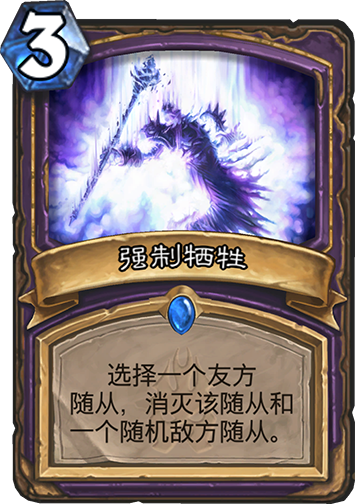 3
强制牺牲
选择一个友方
随从，消灭该随从和
一个随机敌方随从。